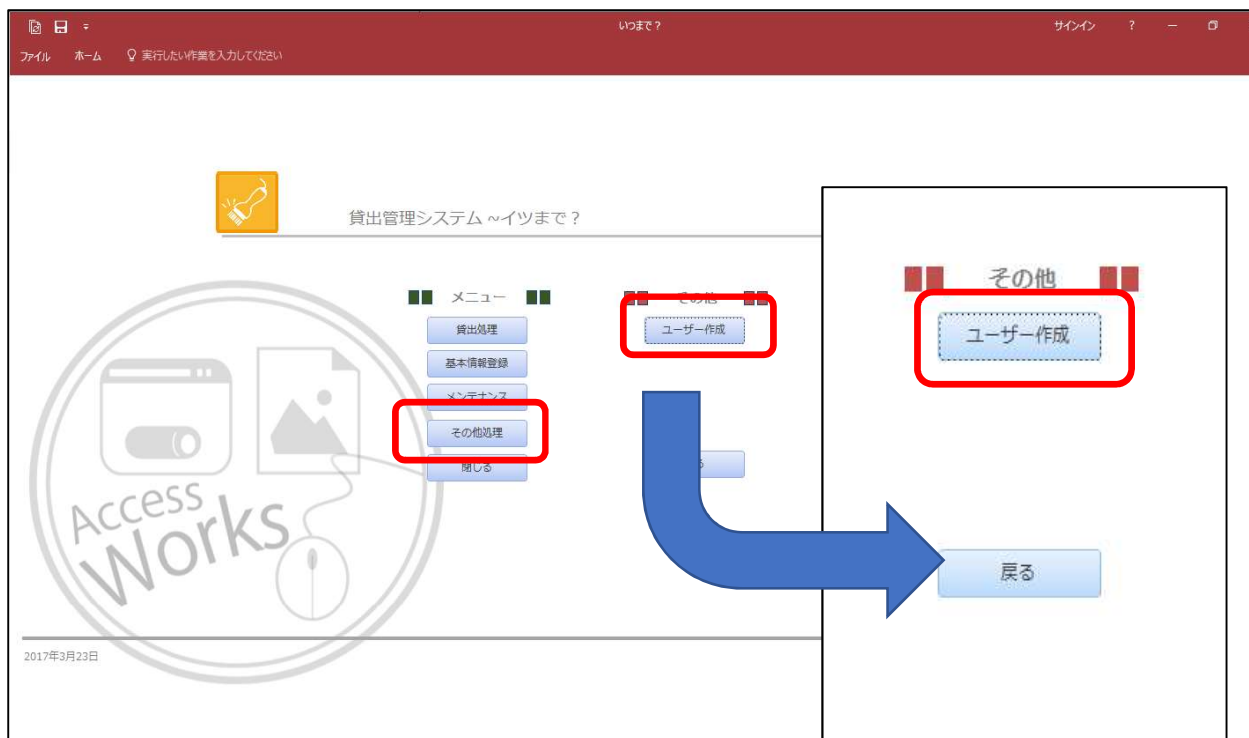 いつまで？
サインイン
?
ファイル ホーム 実行したい作業を入力してください
貸出管理システム ~イツまで？
メニュー
貸出処理
基本情報登録
メンテナンス
その他処理
閉じる
その他
ユーザー作成
る
Access
Works
2017年3月23日
その他
ユーザー作成
戻る